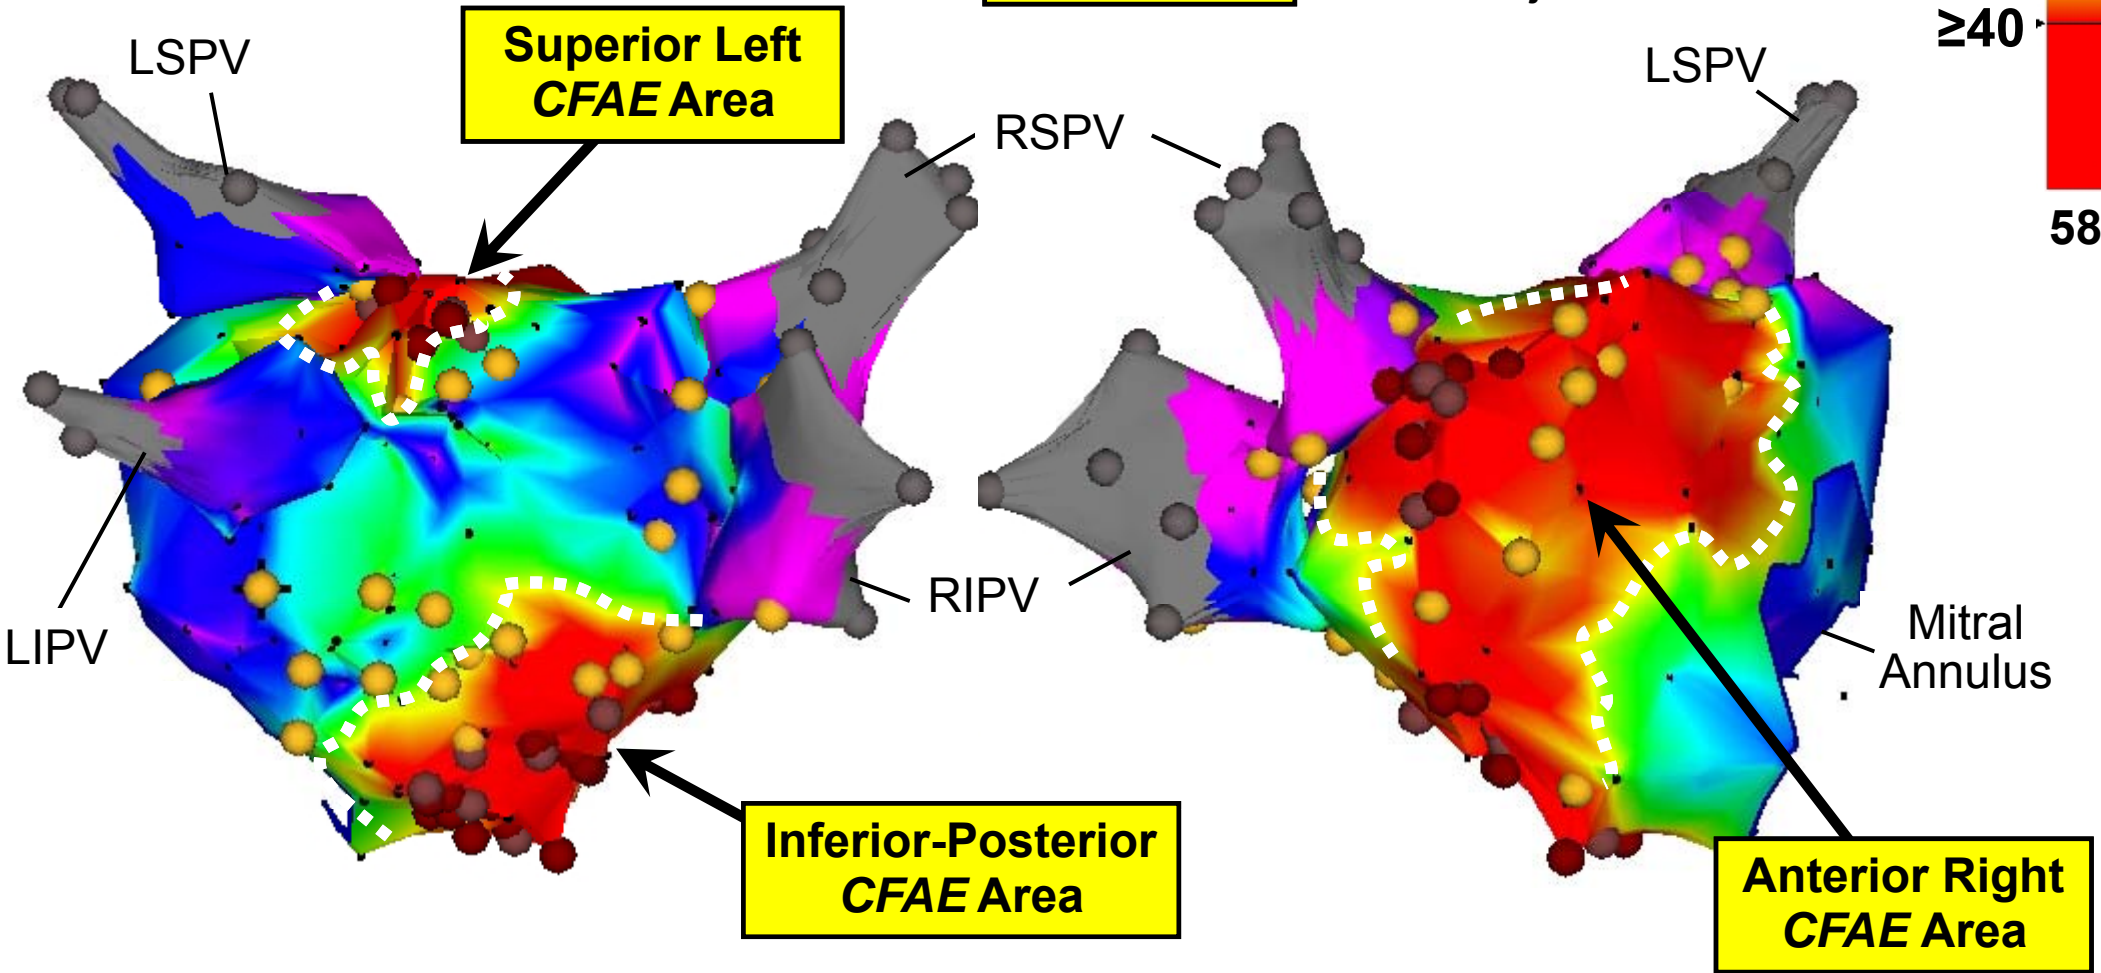 ≥40
58
LSPV
Superior Left
CFAE Area
RSPV
LSPV
LIPV
RIPV
Mitral
Annulus
Inferior-Posterior
CFAE Area
Anterior Right
CFAE Area